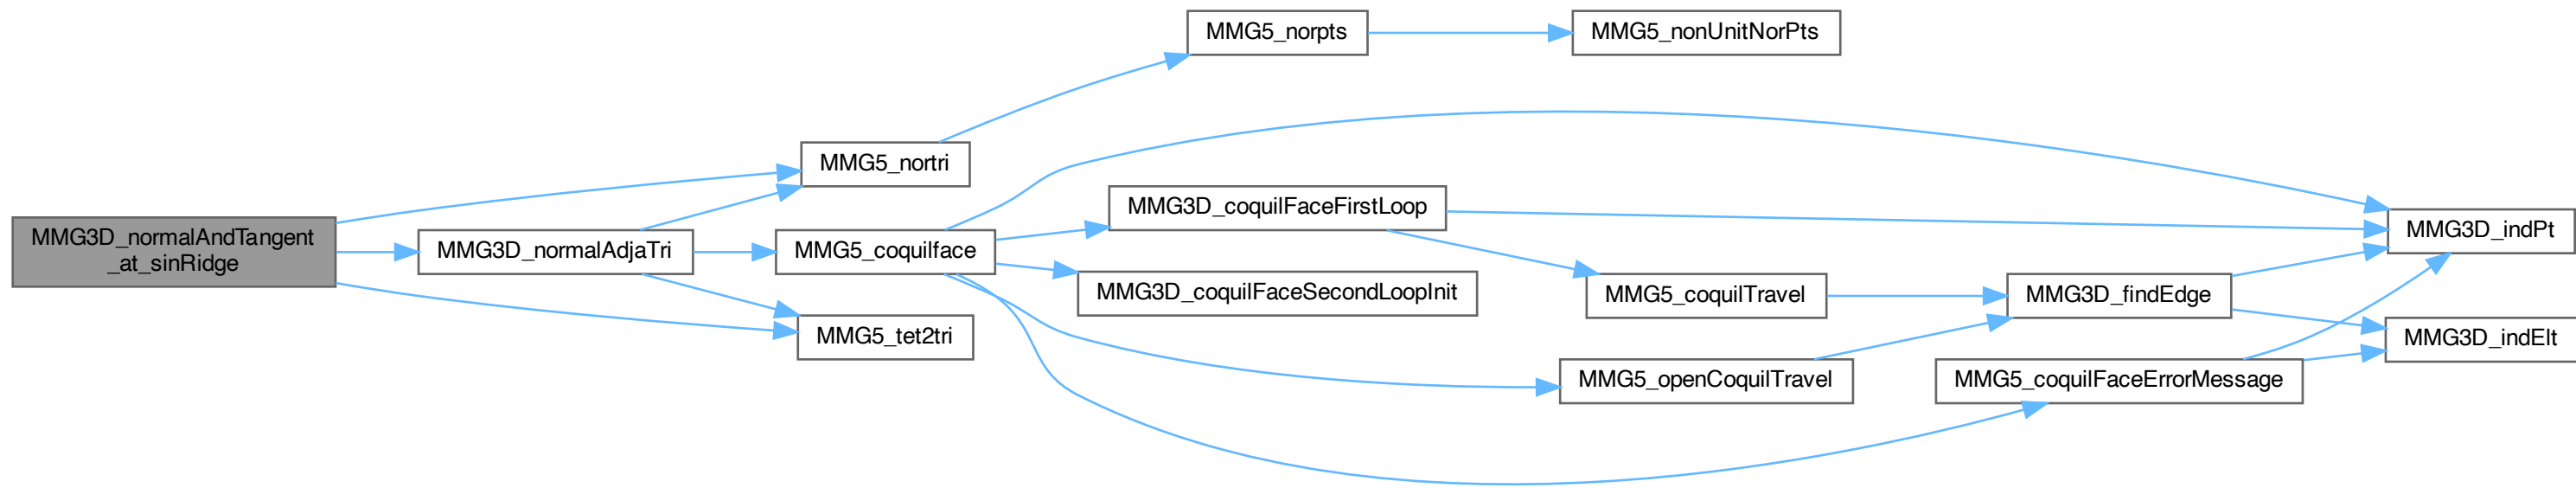 MMG3D_normalAndTangent
_at_sinRidge
MMG3D_normalAdjaTri
MMG5_nortri
MMG5_norpts
MMG5_nonUnitNorPts
MMG5_coquilface
MMG5_tet2tri
MMG3D_coquilFaceFirstLoop
MMG3D_coquilFaceSecondLoopInit
MMG5_coquilTravel
MMG5_openCoquilTravel
MMG3D_findEdge
MMG5_coquilFaceErrorMessage
MMG3D_indPt
MMG3D_indElt